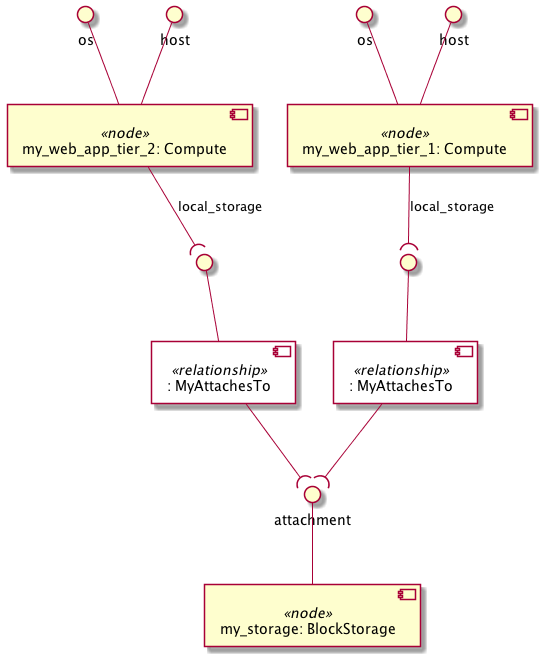 os
host
os
host
«node»
my_web_app_tier_2: Compute
«node»
my_web_app_tier_1: Compute
local_storage
local_storage
«relationship»
: MyAttachesTo
«relationship»
: MyAttachesTo
attachment
«node»
my_storage: BlockStorage